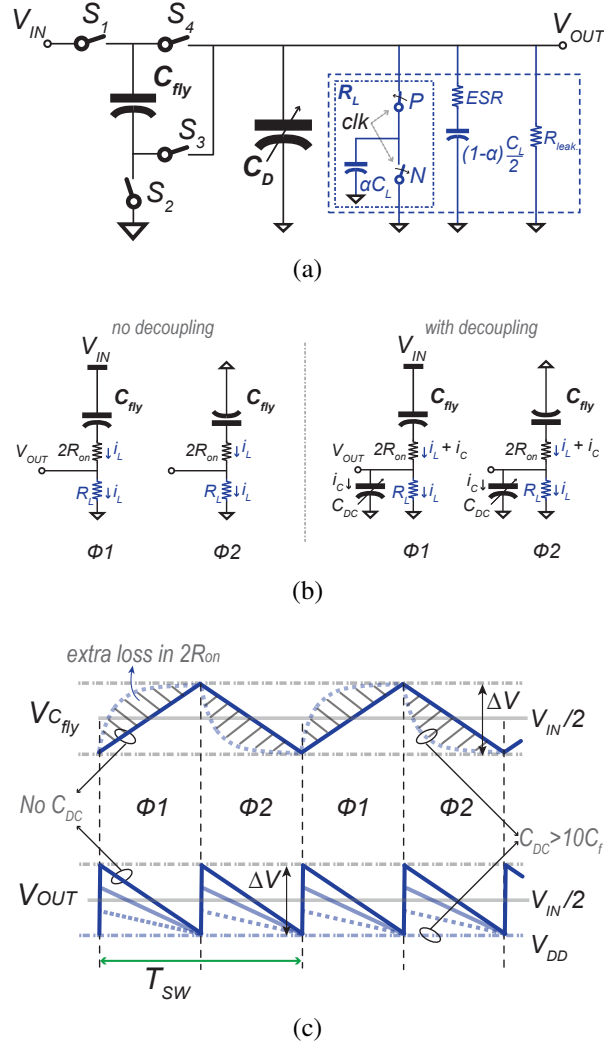 V_IN S_1 S_4 V_OUT
C_fly R_L P ESR
clk
S_3 C_D N (1-α) C_L/2 R_leak.
S_2 αC_L
(a)
no decoupling with decoupling
V_IN V_IN
C_fly C_fly C_fly C_fly
V_OUT 2R_on ↓i_L 2R_on ↓i_L V_OUT 2R_on ↓i_L + i_C 2R_on ↓i_L + i_C
R_L ↓i_L R_L ↓i_L i_C↓ R_L ↓i_L i_C↓ R_L ↓i_L
C_DC C_DC
Φ1 Φ2 Φ1 Φ2
(b)
extra loss in 2Ron
V_Cfly ΔV V_IN/2
No C_DC Φ1 Φ2 Φ1 Φ2 C_DC>10C_f
V_OUT ΔV V_IN/2
V_DD
T_SW
(c)